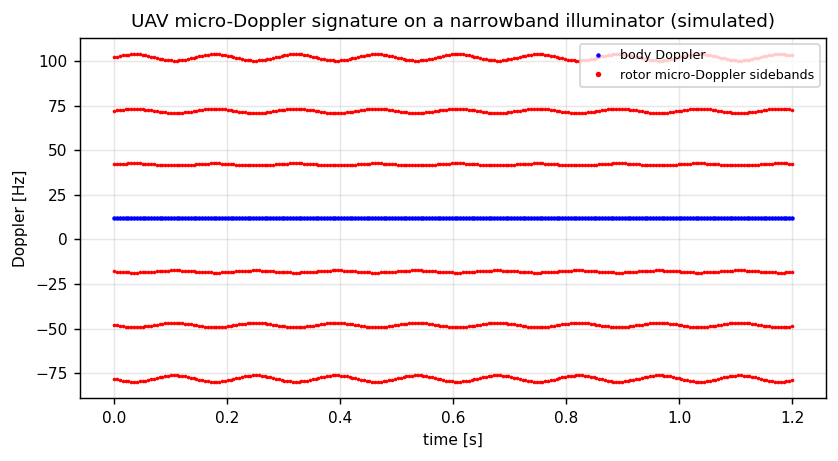 UAV micro-Doppler signature on a narrowband illuminator (simulated)
body Doppler
rotor micro-Doppler sidebands
Doppler [Hz]
100
75
50
25
0
−25
−50
−75
0.0 0.2 0.4 0.6 0.8 1.0 1.2
time [s]